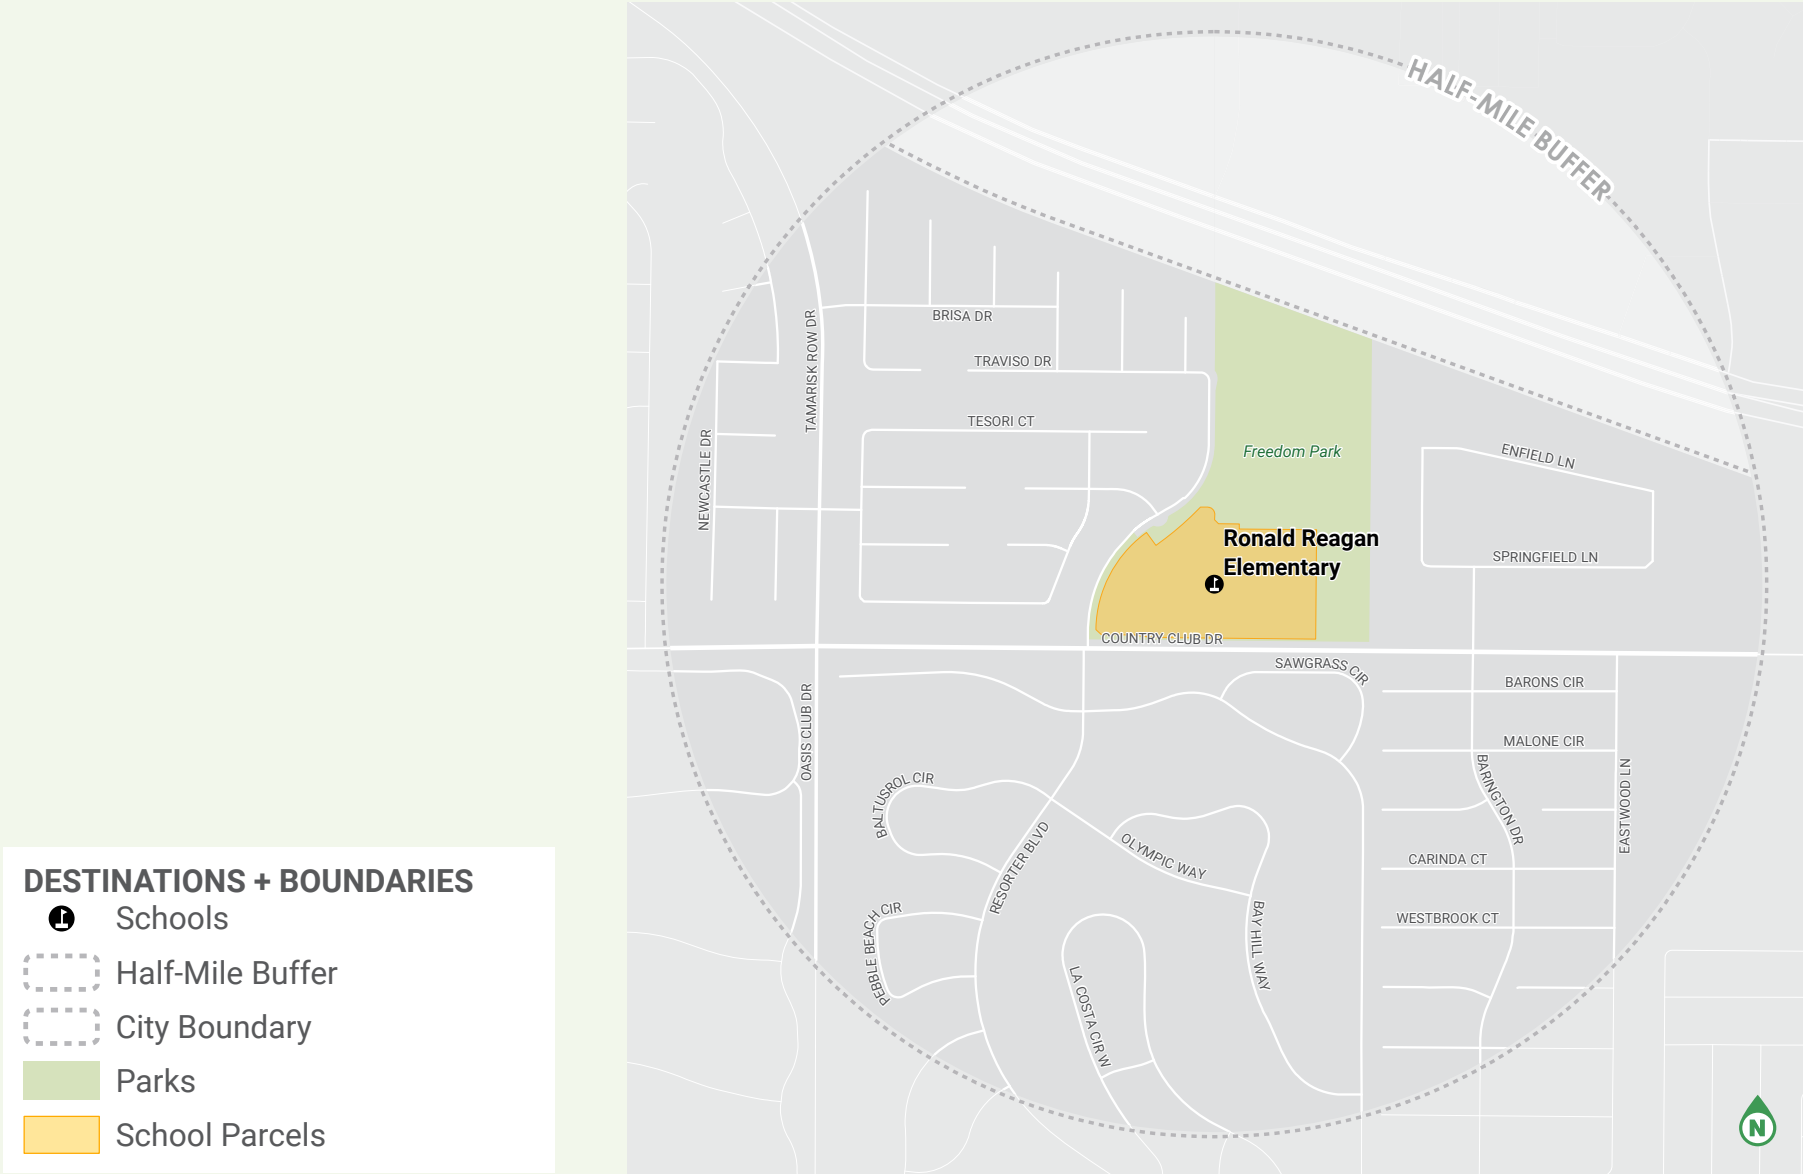 HALF-MILE BUFFER
BRISA DR
TAMARISK ROW DR
TRAVISO DR
TESORI CT
NEWCASTLE DR
Freedom Park
ENFIELD LN
Ronald Reagan
Elementary
SPRINGFIELD LN
COUNTRY CLUB DR
SAWGRASS CIR
BARONS CIR
OASIS CLUB DR
MALONE CIR
BALTUSROL CIR
BARINGTON DR
EASTWOOD LN
RESORTER BLVD
OLYMPIC WAY
CARINDA CT
PEBBLE BEACH CIR
BAY HILL WAY
WESTBROOK CT
LA COSTA CIR W
DESTINATIONS + BOUNDARIES
Schools
Half-Mile Buffer
City Boundary
Parks
School Parcels
N